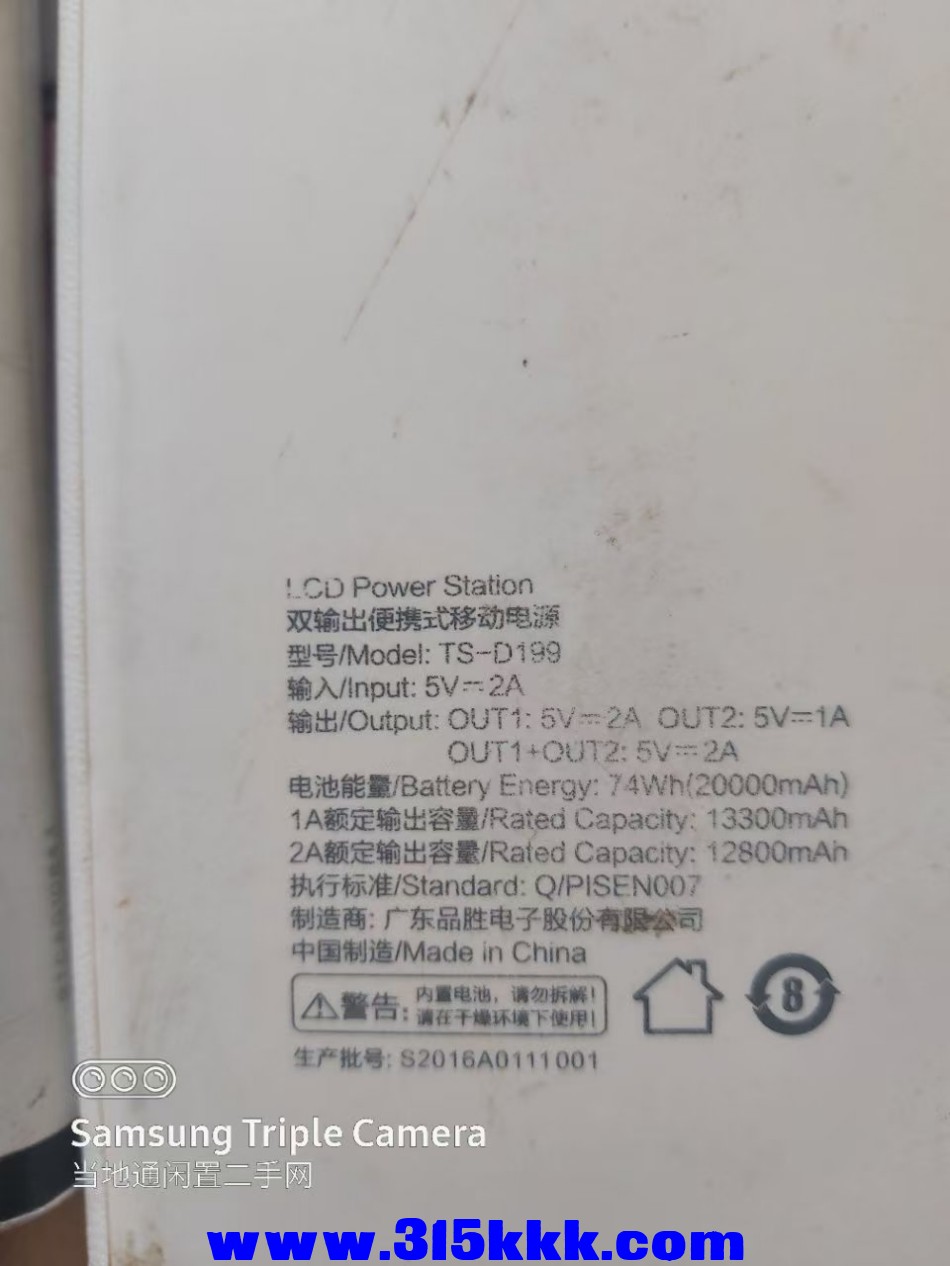 LCD Power Station
双输出便携式移动电源
型号/Model: TS-D199
输入/Input: 5V⎓2A
输出/Output: OUT1: 5V⎓2A OUT2: 5V⎓1A
OUT1+OUT2: 5V⎓2A
电池能量/Battery Energy: 74Wh(20000mAh)
1A额定输出容量/Rated Capacity: 13300mAh
2A额定输出容量/Rated Capacity: 12800mAh
执行标准/Standard: Q/PISEN007
制造商: 广东品胜电子股份有限公司
中国制造/Made in China
警告: 内置电池，请勿拆解!
请在干燥环境下使用!
8
生产批号: S2016A0111001
Samsung Triple Camera
当地通闲置二手网
www.315kkk.com